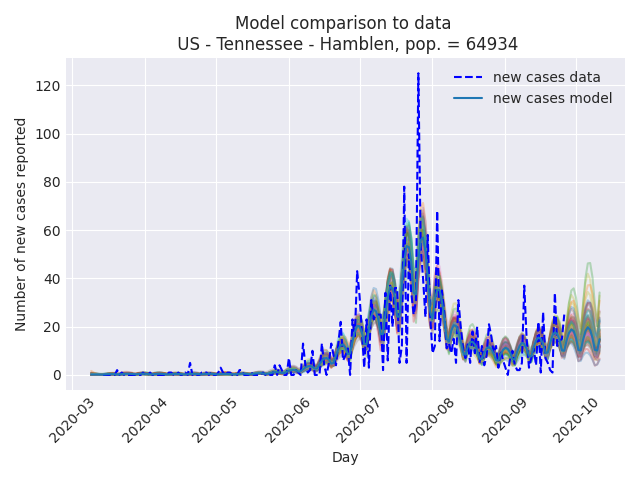 Model comparison to data
US - Tennessee - Hamblen, pop. = 64934
new cases data
new cases model
Number of new cases reported
120
100
80
60
40
20
0
2020-03
2020-04
2020-05
2020-06
2020-07
2020-08
2020-09
2020-10
Day